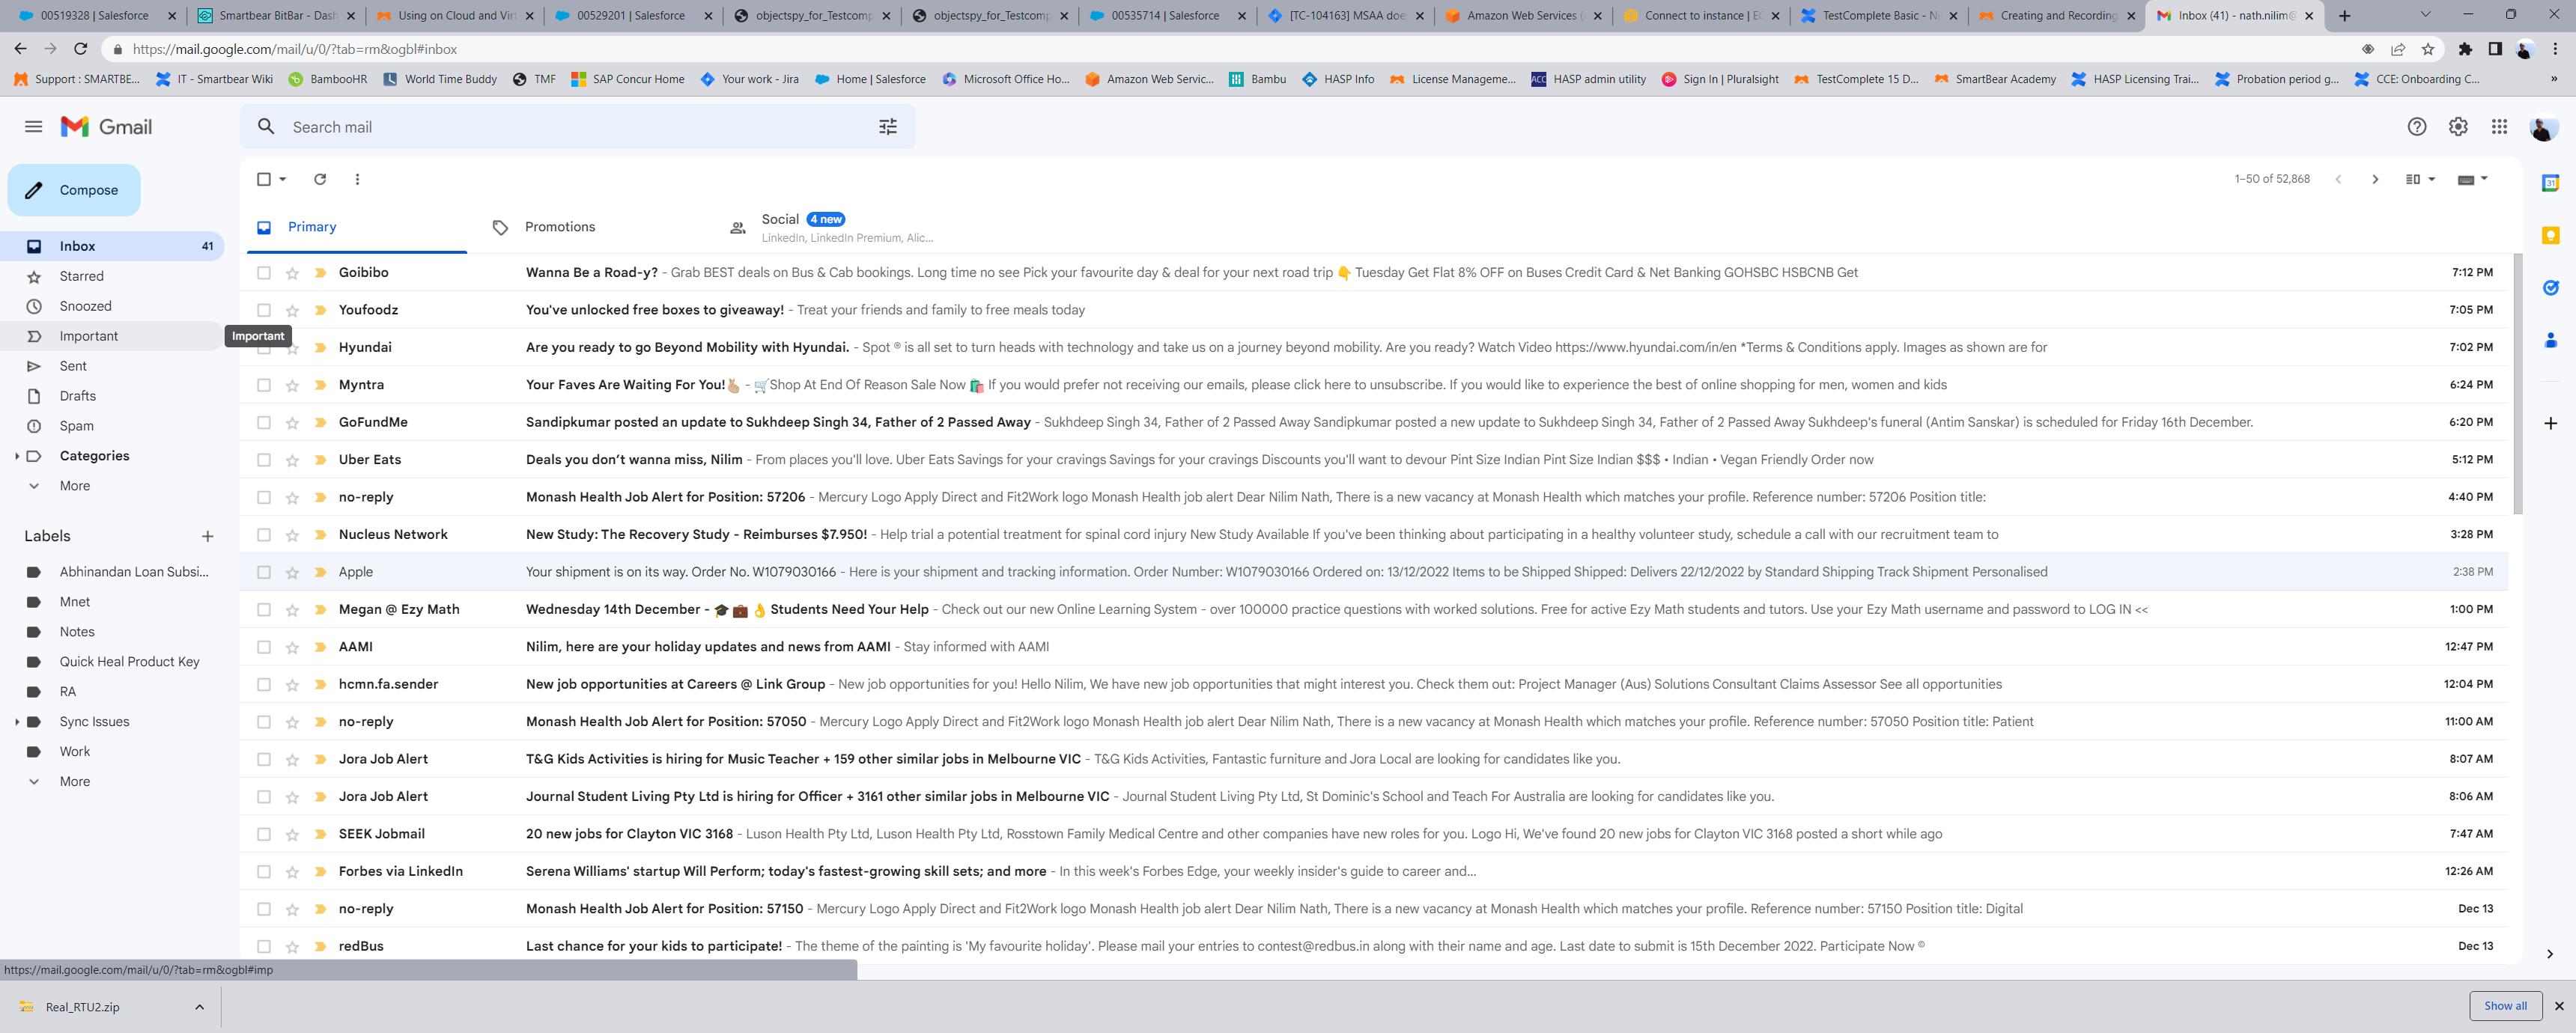 00519328 | Salesforce
Smartbear BitBar - Dash
Using on Cloud and Virt
00529201 | Salesforce
objectspy_for_Testcomp
objectspy_for_Testcomp
00535714 | Salesforce
[TC-104163] MSAA doe
Amazon Web Services (
Connect to instance | EC
TestComplete Basic - Ni
Creating and Recording
Inbox (41) - nath.nilim@
https://mail.google.com/mail/u/0/?tab=rm&ogbl#inbox
Support : SMARTBE...
IT - Smartbear Wiki
BambooHR
World Time Buddy
TMF
SAP Concur Home
Your work - Jira
Home | Salesforce
Microsoft Office Ho...
Amazon Web Servic...
Bambu
HASP Info
License Manageme...
ACC HASP admin utility
Sign In | Pluralsight
TestComplete 15 D...
SmartBear Academy
HASP Licensing Trai...
Probation period g...
CCE: Onboarding C...
»
Gmail
Search mail
Compose
1–50 of 52,868
Primary
Promotions
Social 4 new
LinkedIn, LinkedIn Premium, Alic...
Inbox 41
Starred
Snoozed
Important
Important
Sent
Drafts
Spam
Categories
More
Labels
Abhinandan Loan Subsi...
Mnet
Notes
Quick Heal Product Key
RA
Sync Issues
Work
More
Goibibo Wanna Be a Road-y? - Grab BEST deals on Bus & Cab bookings. Long time no see Pick your favourite day & deal for your next road trip 👇 Tuesday Get Flat 8% OFF on Buses Credit Card & Net Banking GOHSBC HSBCNB Get 7:12 PM
Youfoodz You've unlocked free boxes to giveaway! - Treat your friends and family to free meals today 7:05 PM
Hyundai Are you ready to go Beyond Mobility with Hyundai. - Spot ® is all set to turn heads with technology and take us on a journey beyond mobility. Are you ready? Watch Video https://www.hyundai.com/in/en *Terms & Conditions apply. Images as shown are for 7:02 PM
Myntra Your Faves Are Waiting For You!🫰🏼 - 🛒Shop At End Of Reason Sale Now 🛍️ If you would prefer not receiving our emails, please click here to unsubscribe. If you would like to experience the best of online shopping for men, women and kids 6:24 PM
GoFundMe Sandipkumar posted an update to Sukhdeep Singh 34, Father of 2 Passed Away - Sukhdeep Singh 34, Father of 2 Passed Away Sandipkumar posted a new update to Sukhdeep Singh 34, Father of 2 Passed Away Sukhdeep's funeral (Antim Sanskar) is scheduled for Friday 16th December. 6:20 PM
Uber Eats Deals you don’t wanna miss, Nilim - From places you'll love. Uber Eats Savings for your cravings Savings for your cravings Discounts you'll want to devour Pint Size Indian Pint Size Indian $$$ • Indian • Vegan Friendly Order now 5:12 PM
no-reply Monash Health Job Alert for Position: 57206 - Mercury Logo Apply Direct and Fit2Work logo Monash Health job alert Dear Nilim Nath, There is a new vacancy at Monash Health which matches your profile. Reference number: 57206 Position title: 4:40 PM
Nucleus Network New Study: The Recovery Study - Reimburses $7.950! - Help trial a potential treatment for spinal cord injury New Study Available If you've been thinking about participating in a healthy volunteer study, schedule a call with our recruitment team to 3:28 PM
Apple Your shipment is on its way. Order No. W1079030166 - Here is your shipment and tracking information. Order Number: W1079030166 Ordered on: 13/12/2022 Items to be Shipped Shipped: Delivers 22/12/2022 by Standard Shipping Track Shipment Personalised 2:38 PM
Megan @ Ezy Math Wednesday 14th December - 🎓 💼 👌 Students Need Your Help - Check out our new Online Learning System - over 100000 practice questions with worked solutions. Free for active Ezy Math students and tutors. Use your Ezy Math username and password to LOG IN << 1:00 PM
AAMI Nilim, here are your holiday updates and news from AAMI - Stay informed with AAMI 12:47 PM
hcmn.fa.sender New job opportunities at Careers @ Link Group - New job opportunities for you! Hello Nilim, We have new job opportunities that might interest you. Check them out: Project Manager (Aus) Solutions Consultant Claims Assessor See all opportunities 12:04 PM
no-reply Monash Health Job Alert for Position: 57050 - Mercury Logo Apply Direct and Fit2Work logo Monash Health job alert Dear Nilim Nath, There is a new vacancy at Monash Health which matches your profile. Reference number: 57050 Position title: Patient 11:00 AM
Jora Job Alert T&G Kids Activities is hiring for Music Teacher + 159 other similar jobs in Melbourne VIC - T&G Kids Activities, Fantastic furniture and Jora Local are looking for candidates like you. 8:07 AM
Jora Job Alert Journal Student Living Pty Ltd is hiring for Officer + 3161 other similar jobs in Melbourne VIC - Journal Student Living Pty Ltd, St Dominic's School and Teach For Australia are looking for candidates like you. 8:06 AM
SEEK Jobmail 20 new jobs for Clayton VIC 3168 - Luson Health Pty Ltd, Luson Health Pty Ltd, Rosstown Family Medical Centre and other companies have new roles for you. Logo Hi, We've found 20 new jobs for Clayton VIC 3168 posted a short while ago 7:47 AM
Forbes via LinkedIn Serena Williams' startup Will Perform; today's fastest-growing skill sets; and more - In this week's Forbes Edge, your weekly insider's guide to career and... 12:26 AM
no-reply Monash Health Job Alert for Position: 57150 - Mercury Logo Apply Direct and Fit2Work logo Monash Health job alert Dear Nilim Nath, There is a new vacancy at Monash Health which matches your profile. Reference number: 57150 Position title: Digital Dec 13
redBus Last chance for your kids to participate! - The theme of the painting is 'My favourite holiday'. Please mail your entries to contest@redbus.in along with their name and age. Last date to submit is 15th December 2022. Participate Now © Dec 13
31
https://mail.google.com/mail/u/0/?tab=rm&ogbl#imp
Real_RTU2.zip
Show all